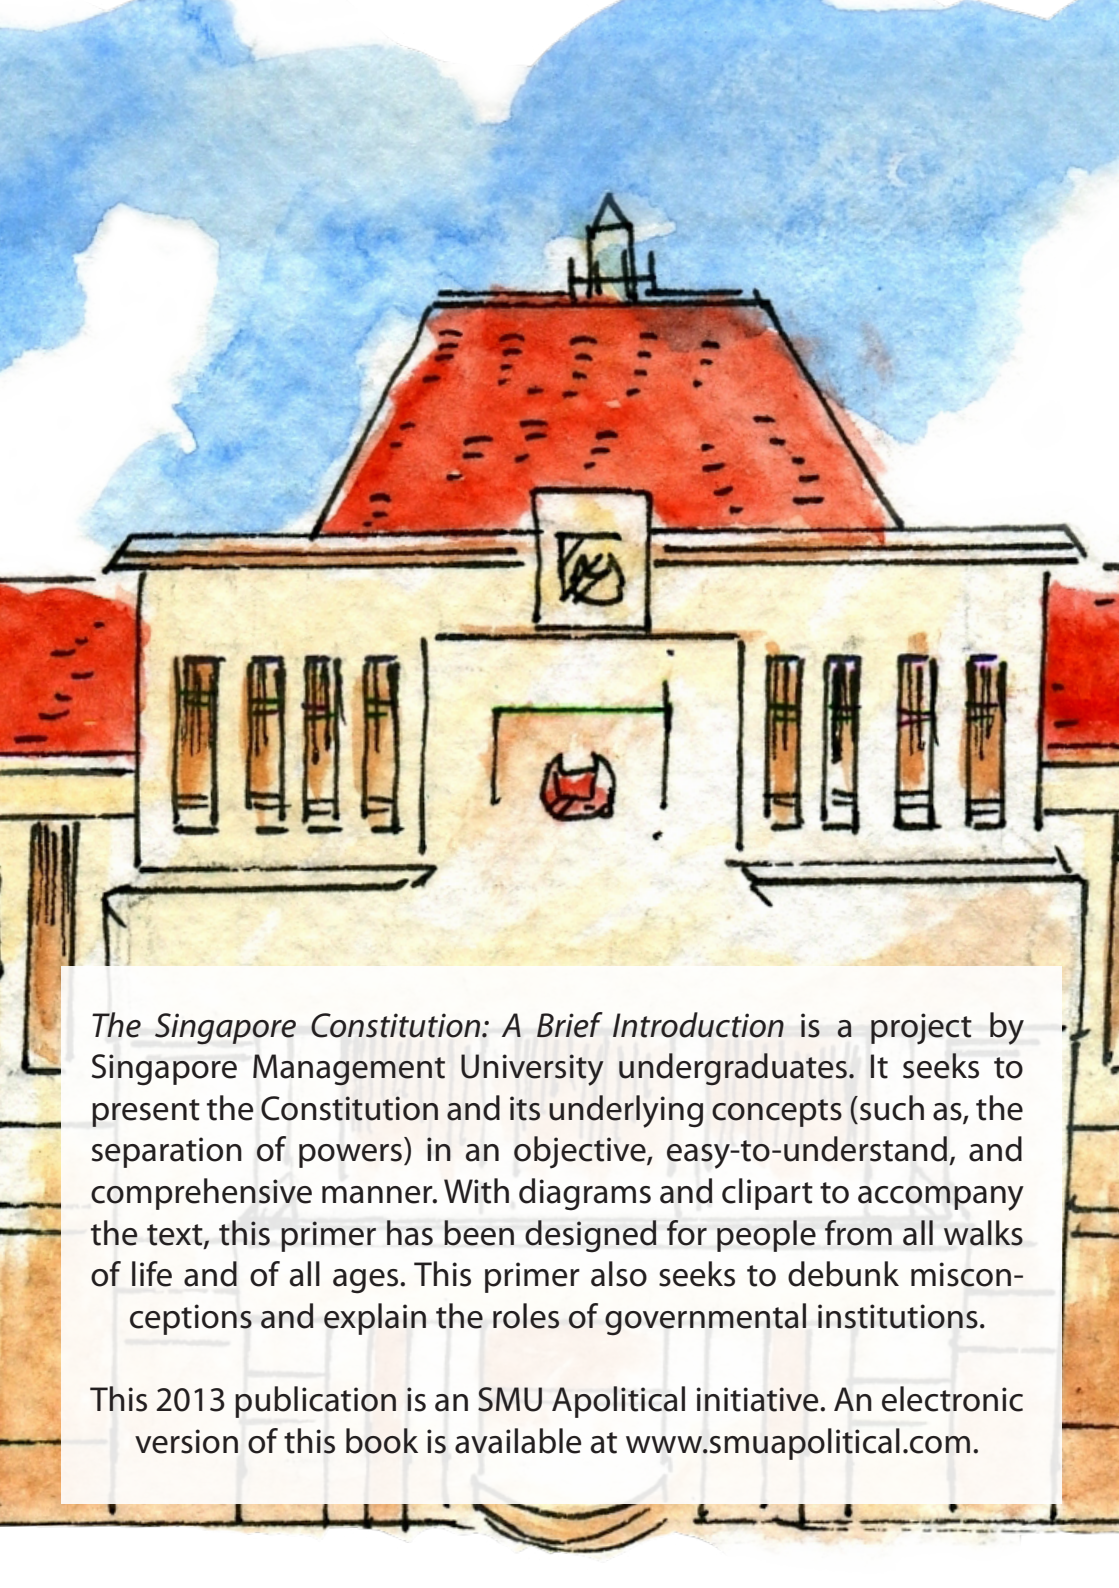 The Singapore Constitution: A Brief Introduction is a project by
Singapore Management University undergraduates. It seeks to
present the Constitution and its underlying concepts (such as, the
separation of powers) in an objective, easy-to-understand, and
comprehensive manner. With diagrams and clipart to accompany
the text, this primer has been designed for people from all walks
of life and of all ages. This primer also seeks to debunk miscon-
ceptions and explain the roles of governmental institutions.
This 2013 publication is an SMU Apolitical initiative. An electronic
version of this book is available at www.smuapolitical.com.